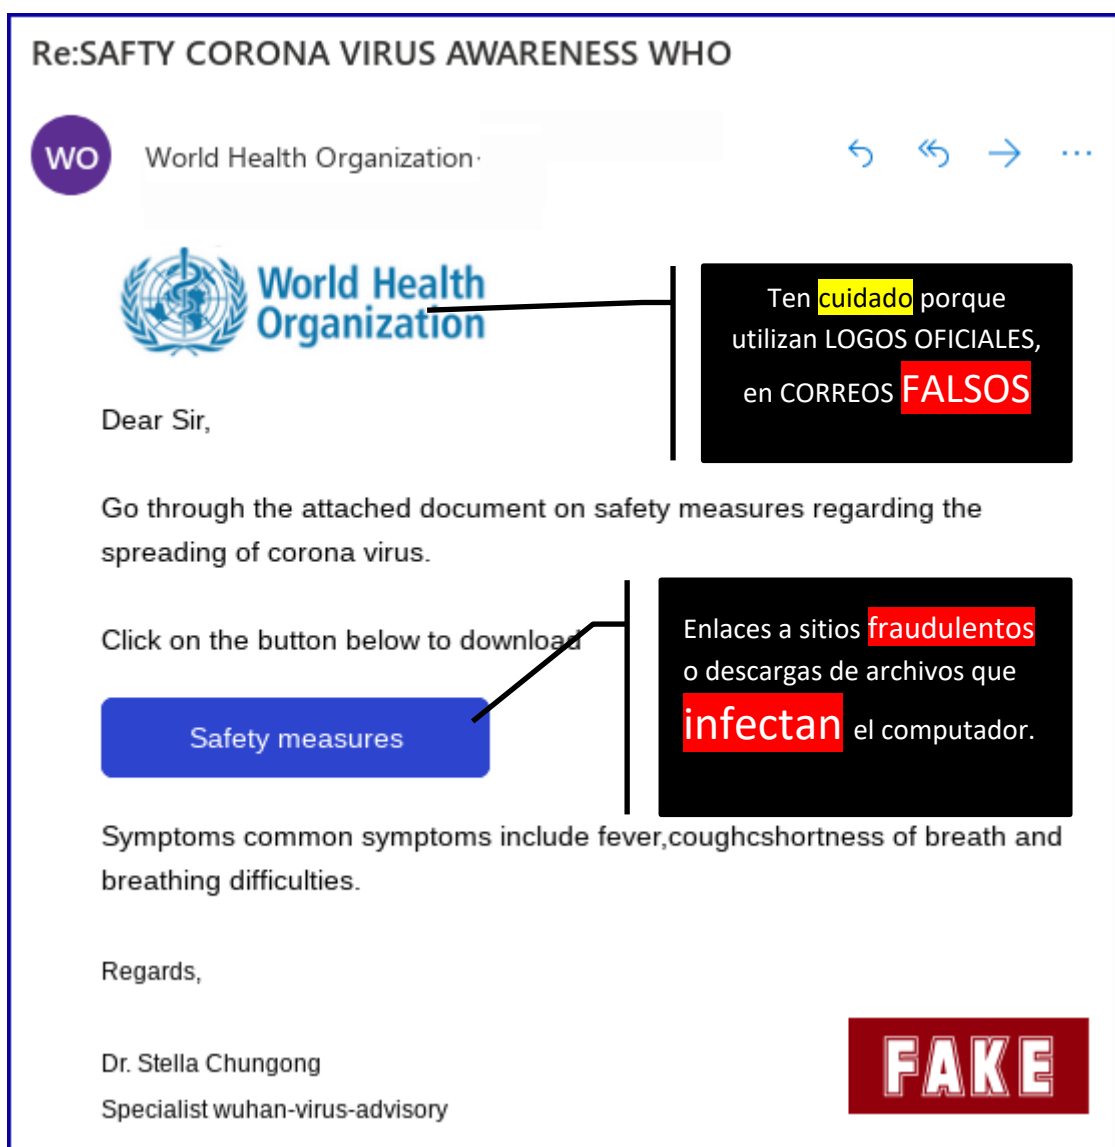 Re:SAFTY CORONA VIRUS AWARENESS WHO
WO
World Health Organization·
World Health
Organization
Ten cuidado porque
utilizan LOGOS OFICIALES,
en CORREOS FALSOS
Dear Sir,
Go through the attached document on safety measures regarding the
spreading of corona virus.
Click on the button below to download
Enlaces a sitios fraudulentos
o descargas de archivos que
infectan el computador.
Safety measures
Symptoms common symptoms include fever,coughcshortness of breath and
breathing difficulties.
Regards,
Dr. Stella Chungong
Specialist wuhan-virus-advisory
FAKE